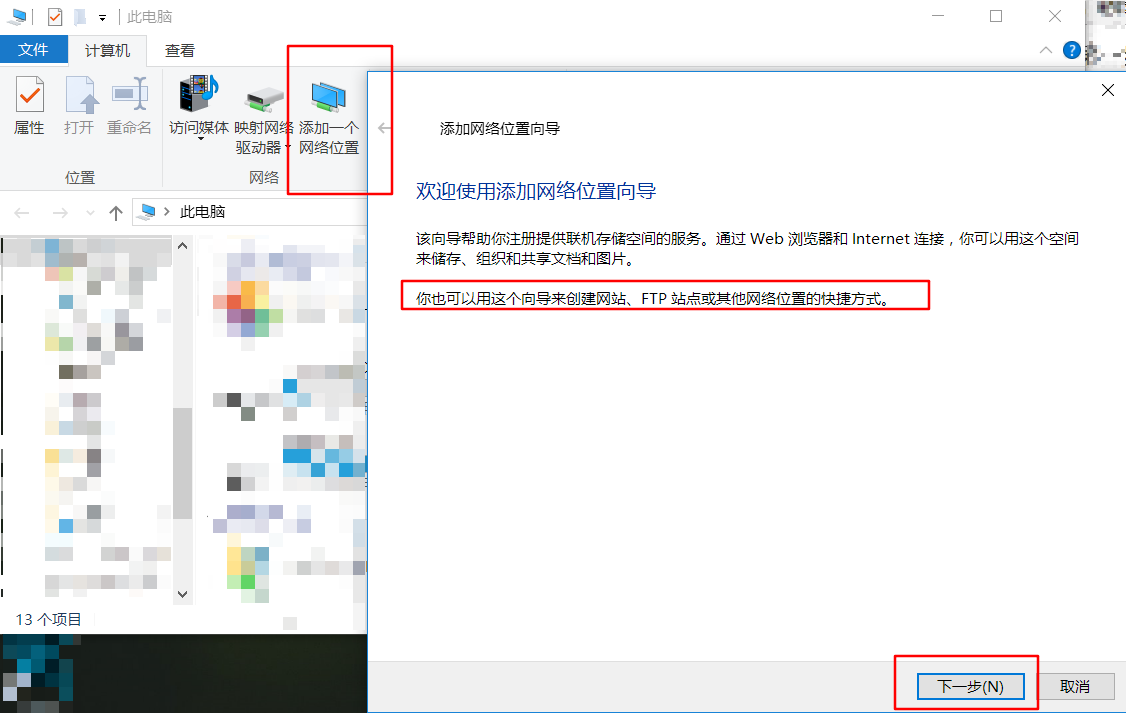 此电脑
文件 计算机 查看
属性 打开 重命名 访问媒体 映射网络 添加一个
驱动器 网络位置
位置 网络
此电脑
13 个项目
添加网络位置向导
欢迎使用添加网络位置向导
该向导帮助你注册提供联机存储空间的服务。通过 Web 浏览器和 Internet 连接，你可以用这个空间
来储存、组织和共享文档和图片。
你也可以用这个向导来创建网站、FTP 站点或其他网络位置的快捷方式。
下一步(N) 取消